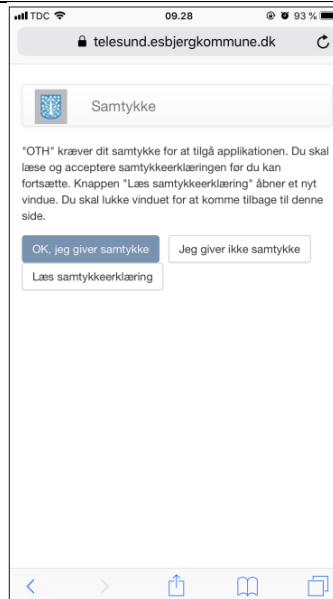 TDC 09.28 93 %
telesund.esbjergkommune.dk
Samtykke
"OTH" kræver dit samtykke for at tilgå applikationen. Du skal
læse og acceptere samtykkeerklæringen før du kan
fortsætte. Knappen "Læs samtykkeerklæring" åbner et nyt
vindue. Du skal lukke vinduet for at komme tilbage til denne
side.
OK, jeg giver samtykke Jeg giver ikke samtykke
Læs samtykkeerklæring